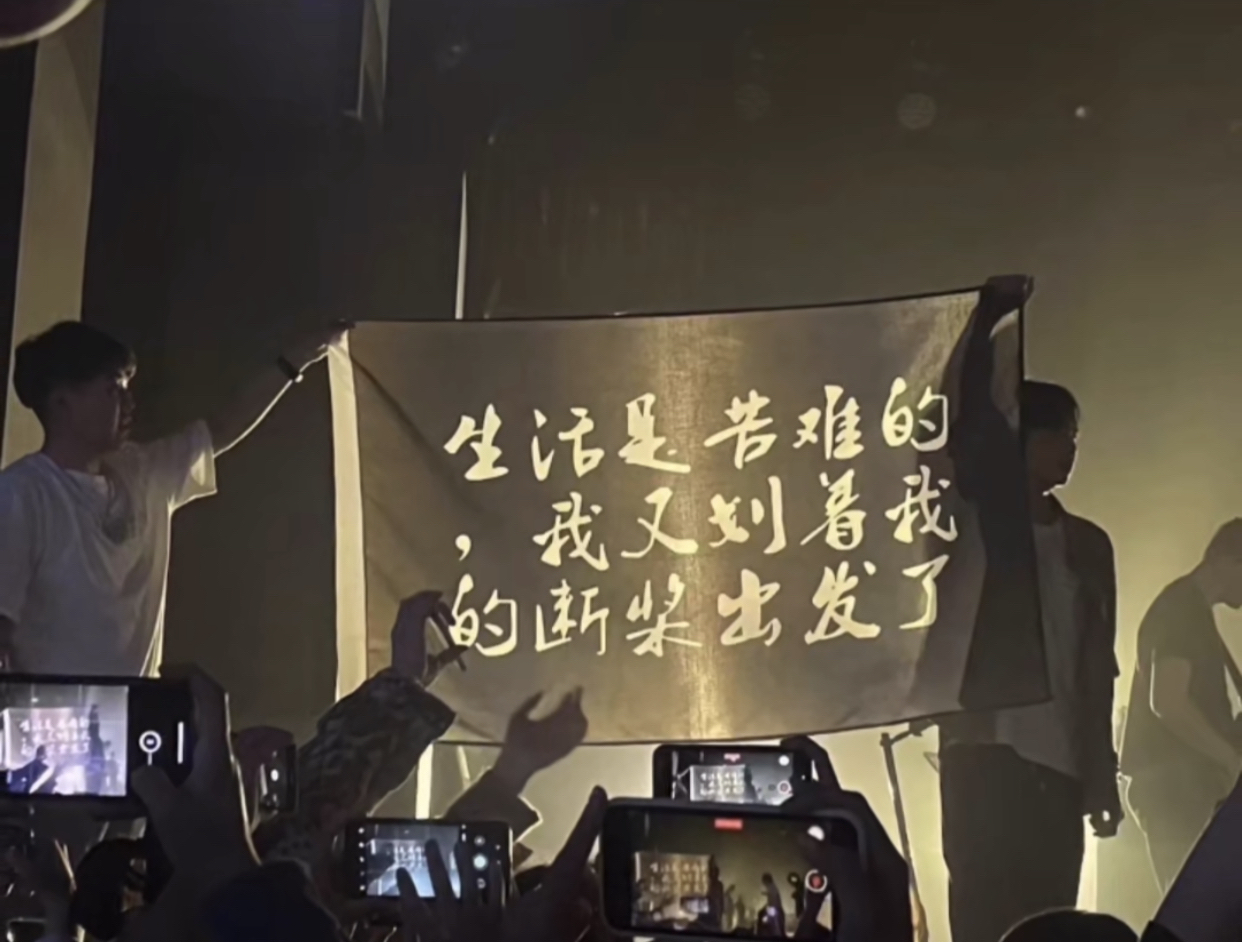 生活是苦难的
，我又划着我
的断桨出发了